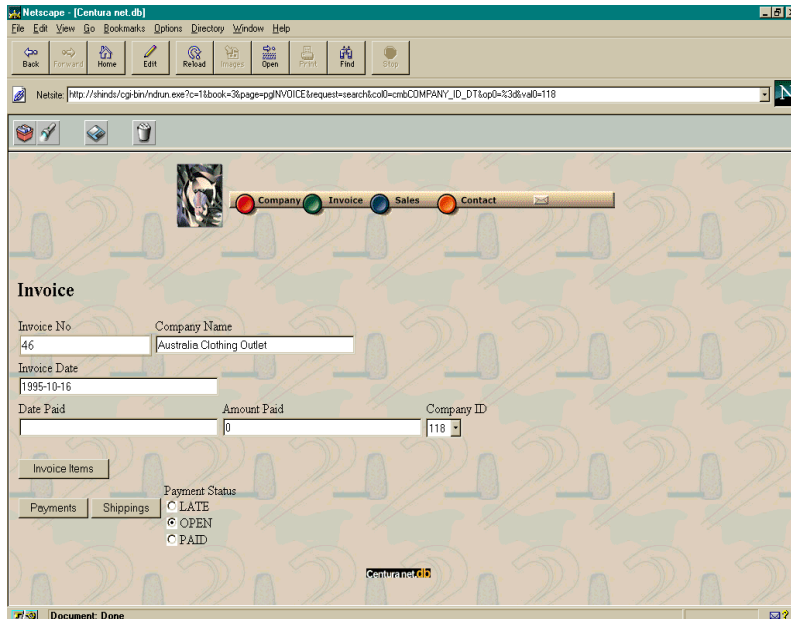 Netscape - [Centura net.db]
File Edit View Go Bookmarks Options Directory Window Help
Back Forward Home Edit Reload Images Open Print Find Stop
Netsite: http://shinds/cgi-bin/ndrun.exe?c=1&book=3&page=pgINVOICE&request=search&col0=cmbCOMPANY_ID_DT&op0=%3d&val0=118
N
Company Invoice Sales Contact
Invoice
Invoice No Company Name
46 Australia Clothing Outlet
Invoice Date
1995-10-16
Date Paid Amount Paid Company ID
0 118
Invoice Items
Payment Status
Payments Shippings LATE
OPEN
PAID
Centura net.db
Document: Done